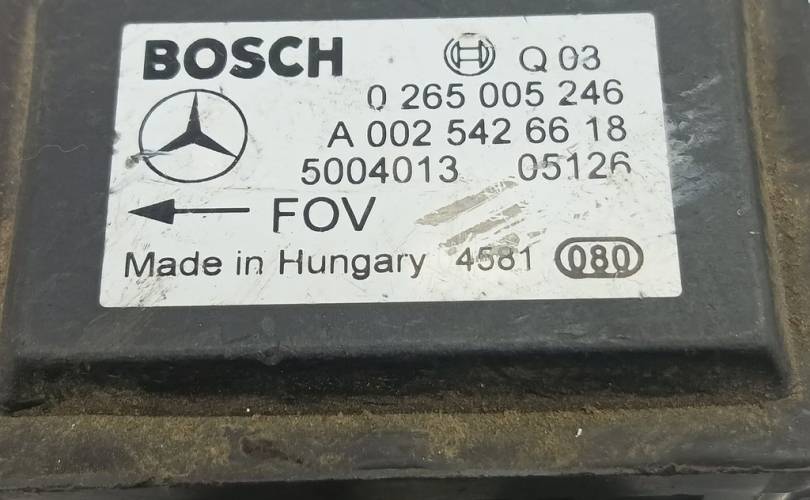 BOSCH Q 03
0 265 005 246
A 002 542 66 18
5004013 05126
FOV
Made in Hungary 4581 080